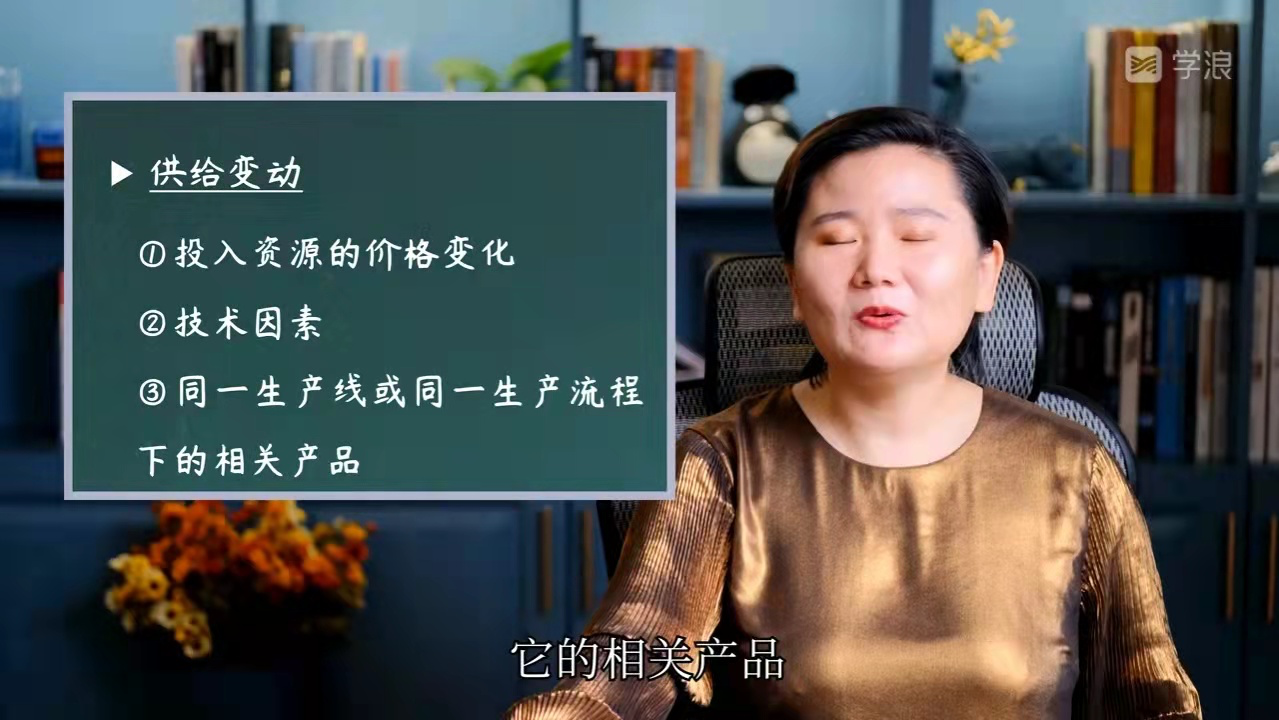 学浪
▶ 供给变动
①投入资源的价格变化
②技术因素
③同一生产线或同一生产流程
下的相关产品
它的相关产品